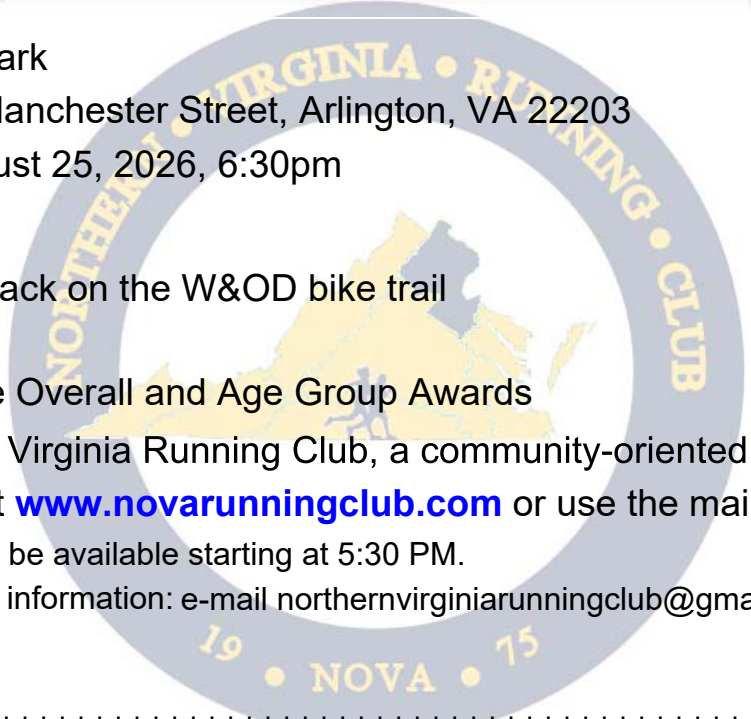 ark
Manchester Street, Arlington, VA 22203
ust 25, 2026, 6:30pm
ack on the W&OD bike trail
e Overall and Age Group Awards
Virginia Running Club, a community-oriented
t www.novarunningclub.com or use the mai
be available starting at 5:30 PM.
information: e-mail northernvirginiarunningclub@gma
NORTHERN • VIRGINIA • RUNNING • CLUB
19 • NOVA • 75